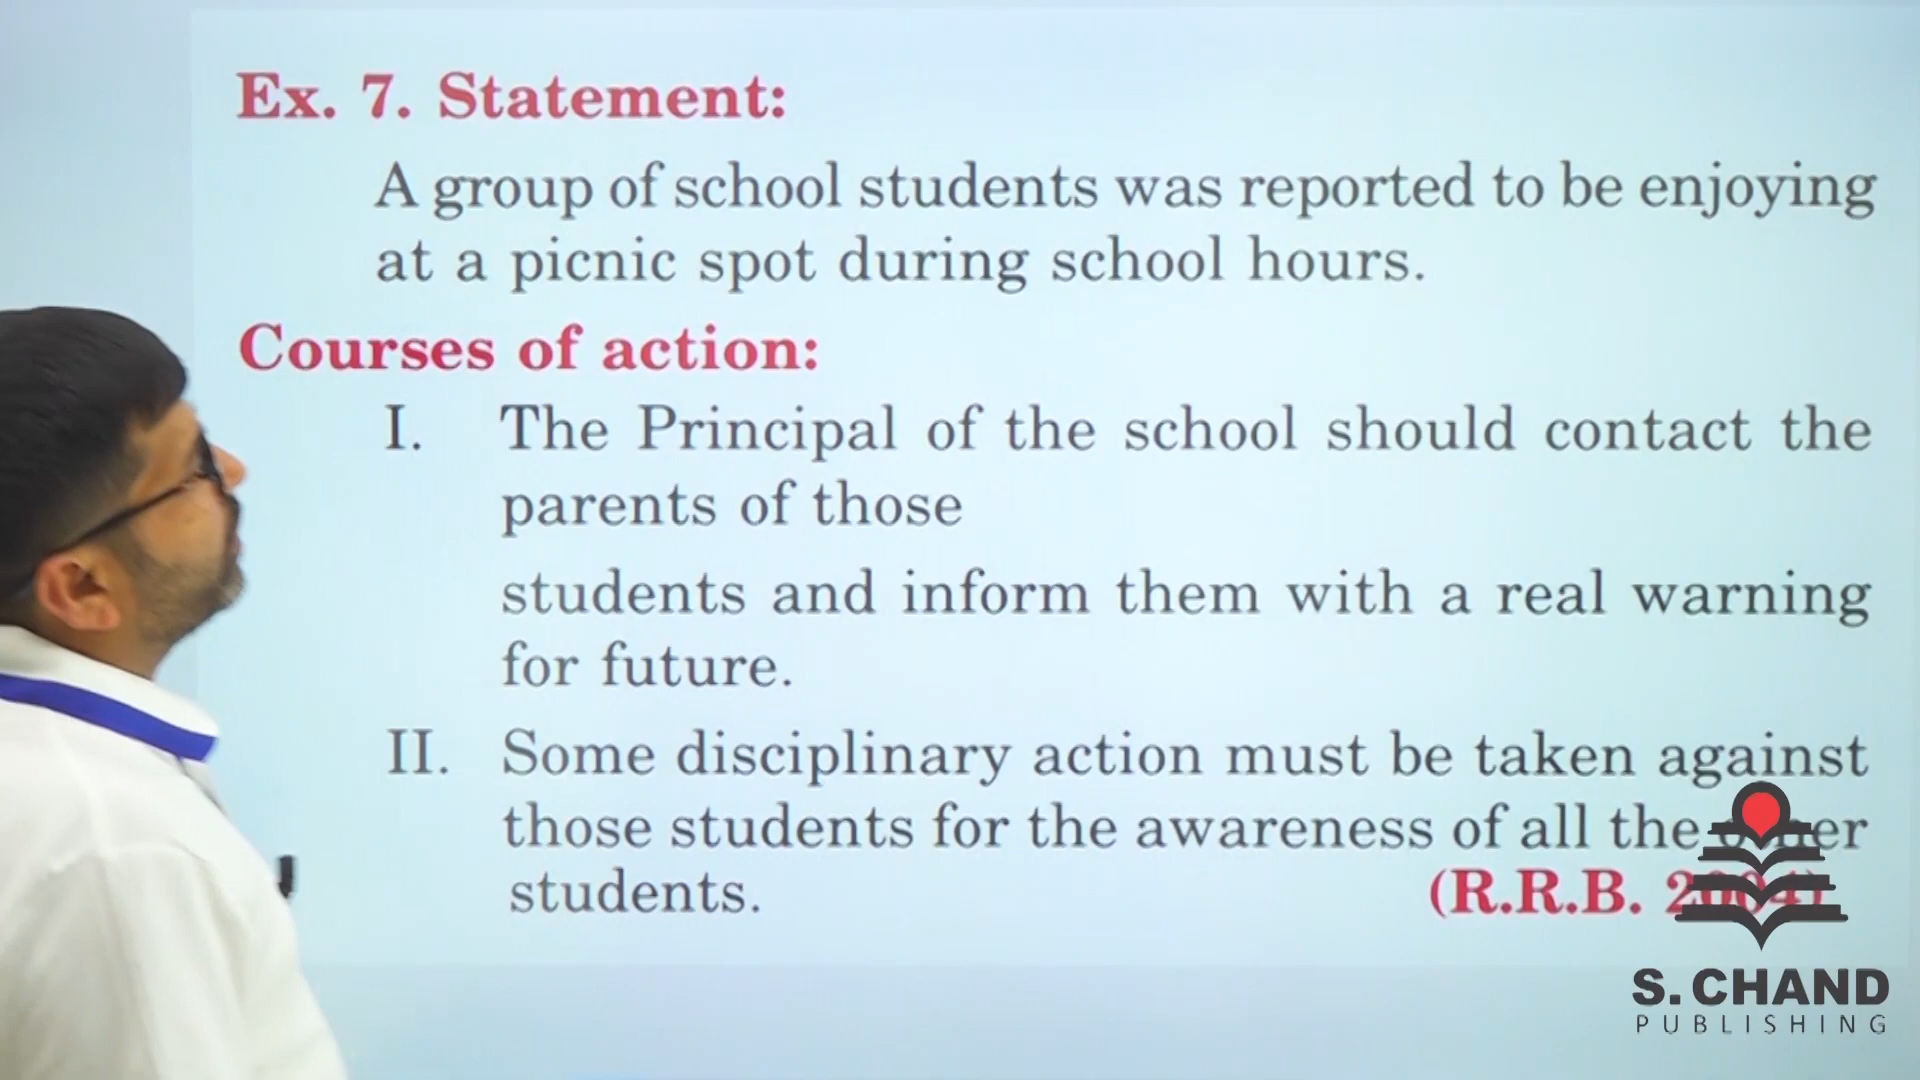 Ex. 7. Statement:
A group of school students was reported to be enjoying
at a picnic spot during school hours.
Courses of action:
I. The Principal of the school should contact the
parents of those
students and inform them with a real warning
for future.
II. Some disciplinary action must be taken against
those students for the awareness of all the other
students.
(R.R.B. 2004)
S. CHAND
PUBLISHING